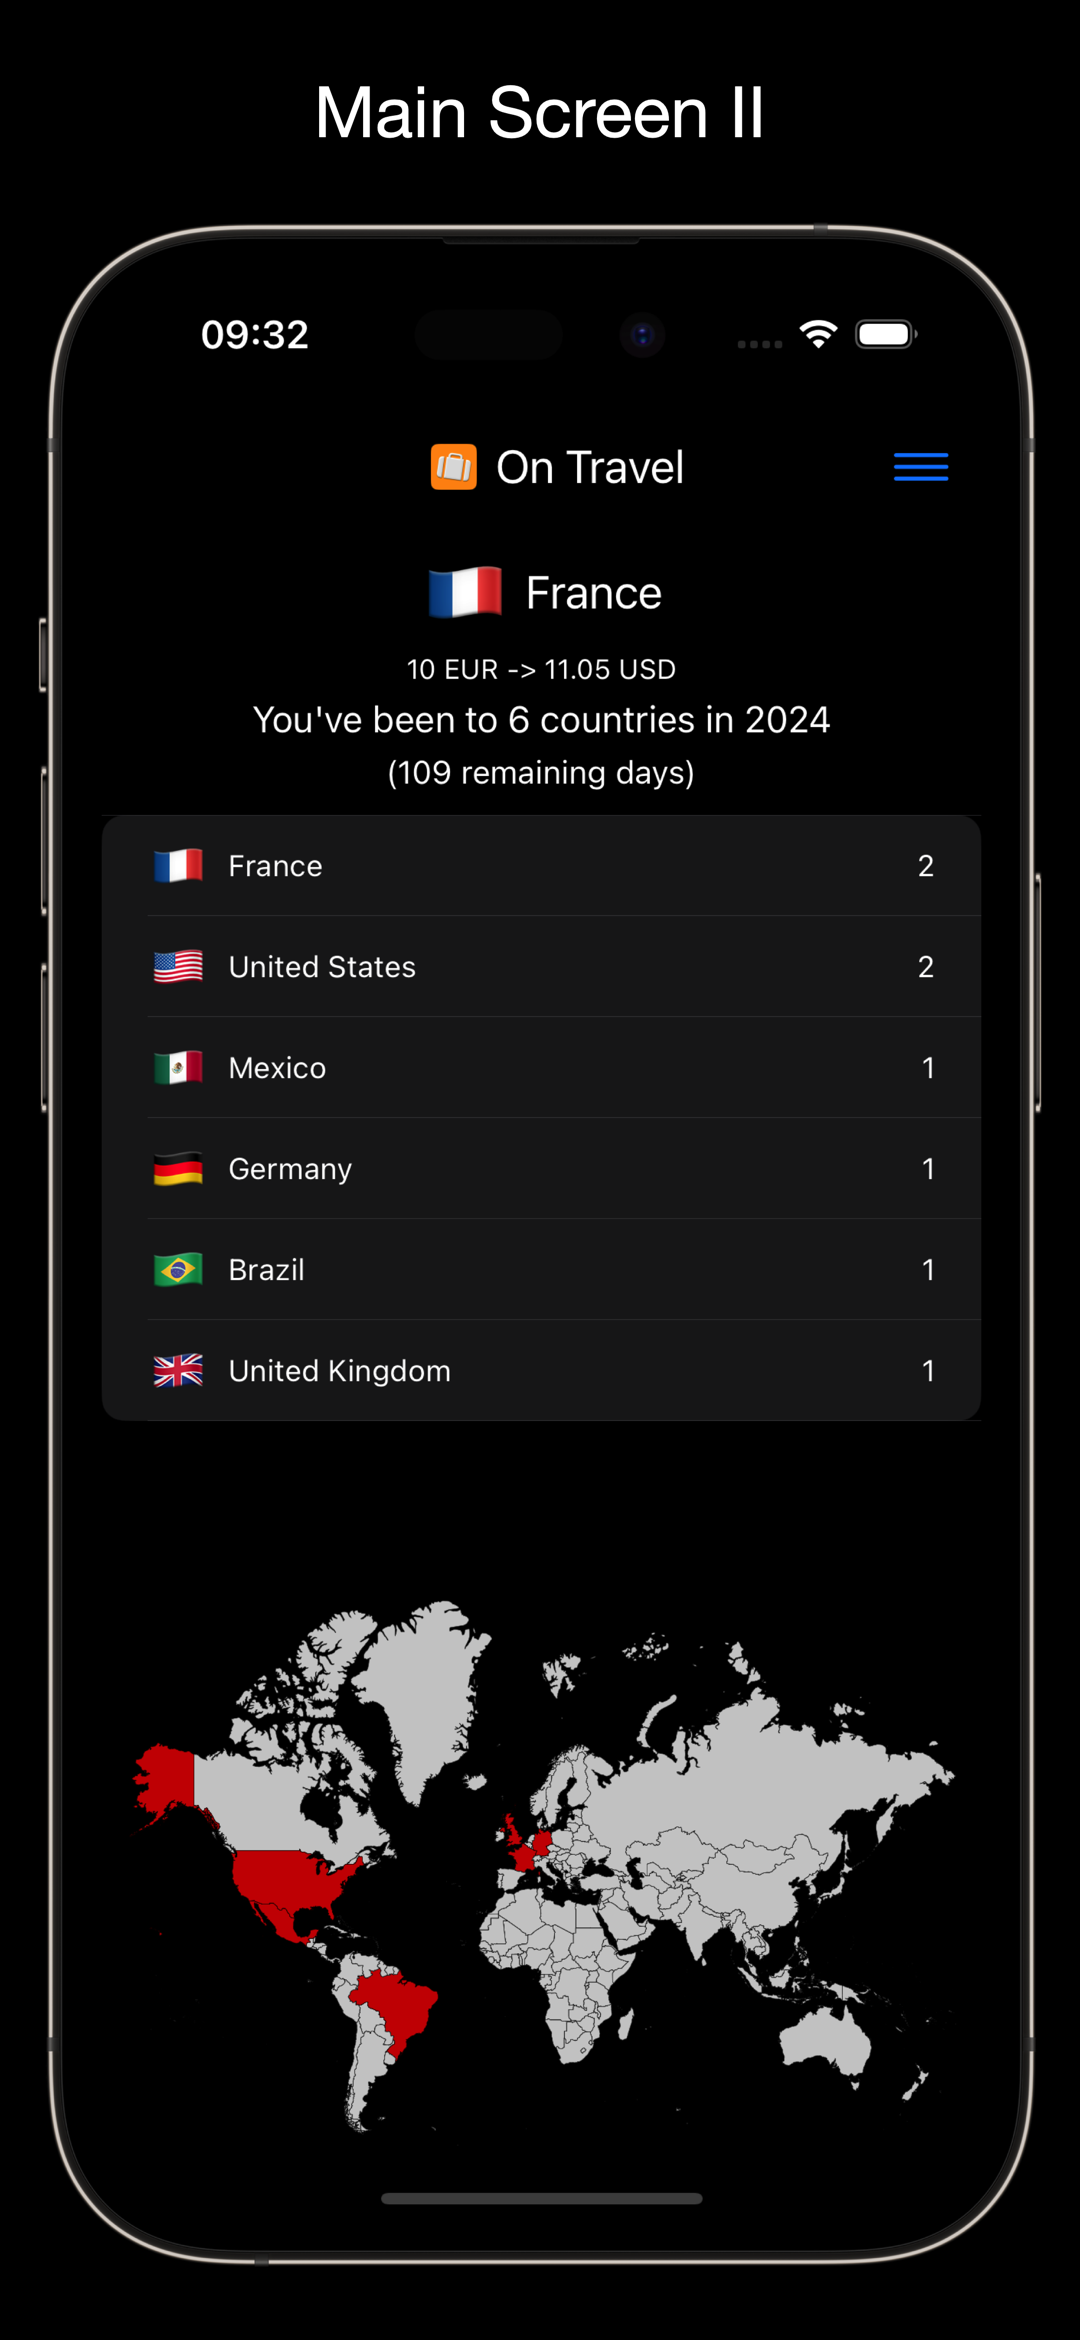 Main Screen II
09:32
On Travel
France
10 EUR -> 11.05 USD
You've been to 6 countries in 2024
(109 remaining days)
France 2
United States 2
Mexico 1
Germany 1
Brazil 1
United Kingdom 1